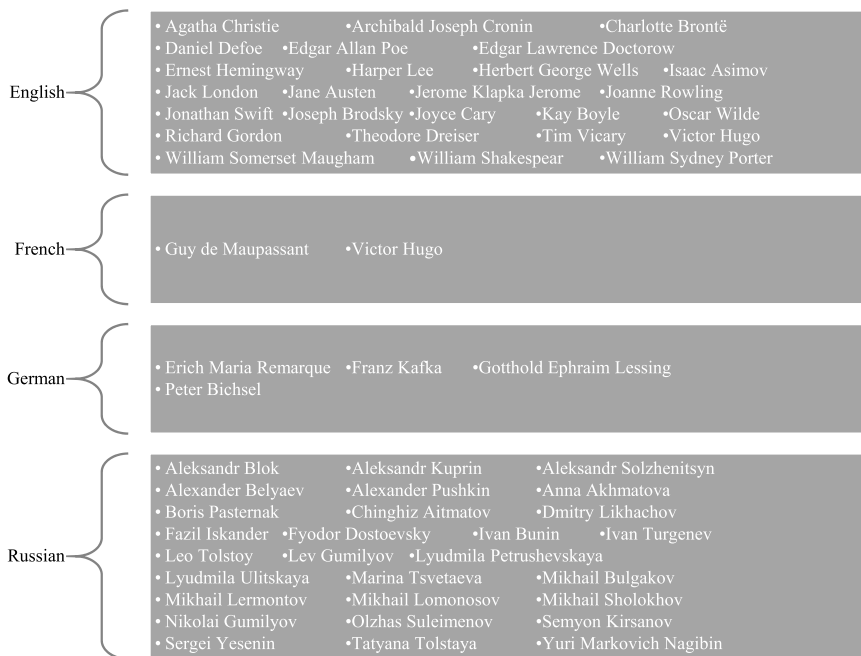 English
• Agatha Christie •Archibald Joseph Cronin •Charlotte Brontë
• Daniel Defoe •Edgar Allan Poe •Edgar Lawrence Doctorow
• Ernest Hemingway •Harper Lee •Herbert George Wells •Isaac Asimov
• Jack London •Jane Austen •Jerome Klapka Jerome •Joanne Rowling
• Jonathan Swift •Joseph Brodsky •Joyce Cary •Kay Boyle •Oscar Wilde
• Richard Gordon •Theodore Dreiser •Tim Vicary •Victor Hugo
• William Somerset Maugham •William Shakespear •William Sydney Porter
French
• Guy de Maupassant •Victor Hugo
German
• Erich Maria Remarque •Franz Kafka •Gotthold Ephraim Lessing
• Peter Bichsel
Russian
• Aleksandr Blok •Aleksandr Kuprin •Aleksandr Solzhenitsyn
• Alexander Belyaev •Alexander Pushkin •Anna Akhmatova
• Boris Pasternak •Chinghiz Aitmatov •Dmitry Likhachov
• Fazil Iskander •Fyodor Dostoevsky •Ivan Bunin •Ivan Turgenev
• Leo Tolstoy •Lev Gumilyov •Lyudmila Petrushevskaya
• Lyudmila Ulitskaya •Marina Tsvetaeva •Mikhail Bulgakov
• Mikhail Lermontov •Mikhail Lomonosov •Mikhail Sholokhov
• Nikolai Gumilyov •Olzhas Suleimenov •Semyon Kirsanov
• Sergei Yesenin •Tatyana Tolstaya •Yuri Markovich Nagibin